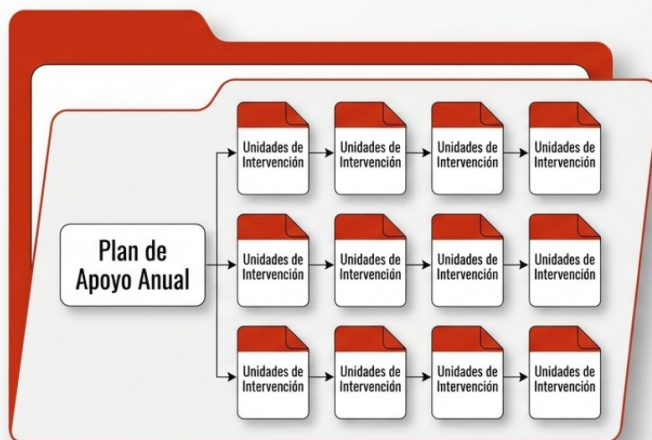 Unidades de
Intervención
Unidades de
Intervención
Unidades de
Intervención
Unidades de
Intervención
Plan de
Apoyo Anual
Unidades de
Intervención
Unidades de
Intervención
Unidades de
Intervención
Unidades de
Intervención
Unidades de
Intervención
Unidades de
Intervención
Unidades de
Intervención
Unidades de
Intervención